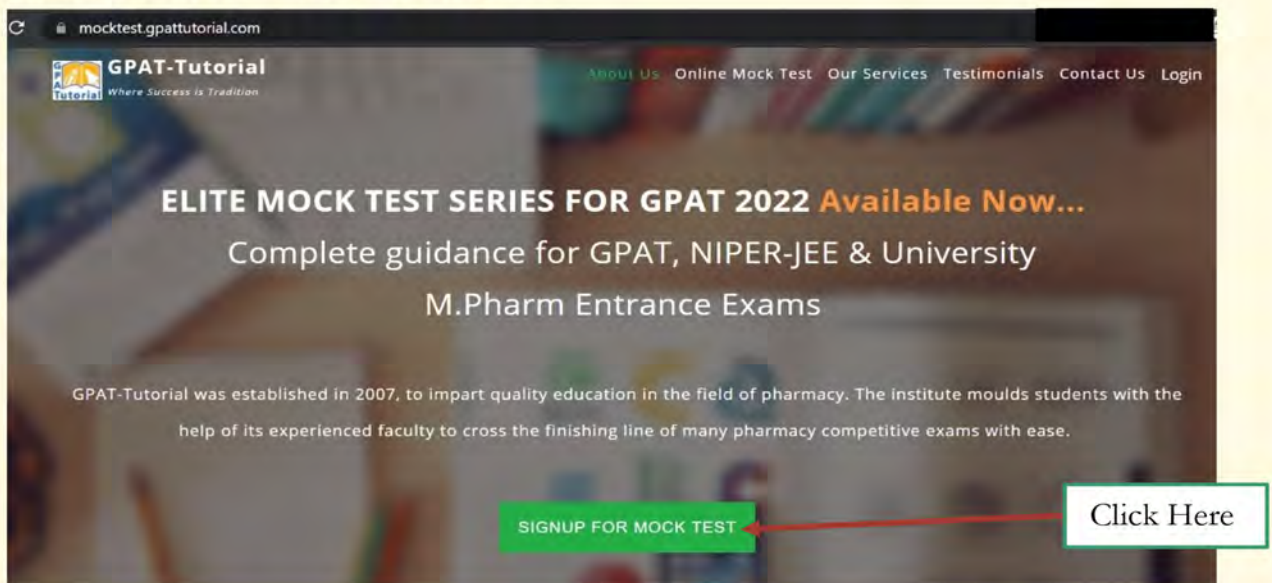 mocktest.gpattutorial.com
GPAT
Tutorial
GPAT-Tutorial
Where Success is Tradition
About Us Online Mock Test Our Services Testimonials Contact Us Login
ELITE MOCK TEST SERIES FOR GPAT 2022 Available Now...
Complete guidance for GPAT, NIPER-JEE & University
M.Pharm Entrance Exams
GPAT-Tutorial was established in 2007, to impart quality education in the field of pharmacy. The institute moulds students with the
help of its experienced faculty to cross the finishing line of many pharmacy competitive exams with ease.
SIGNUP FOR MOCK TEST
Click Here